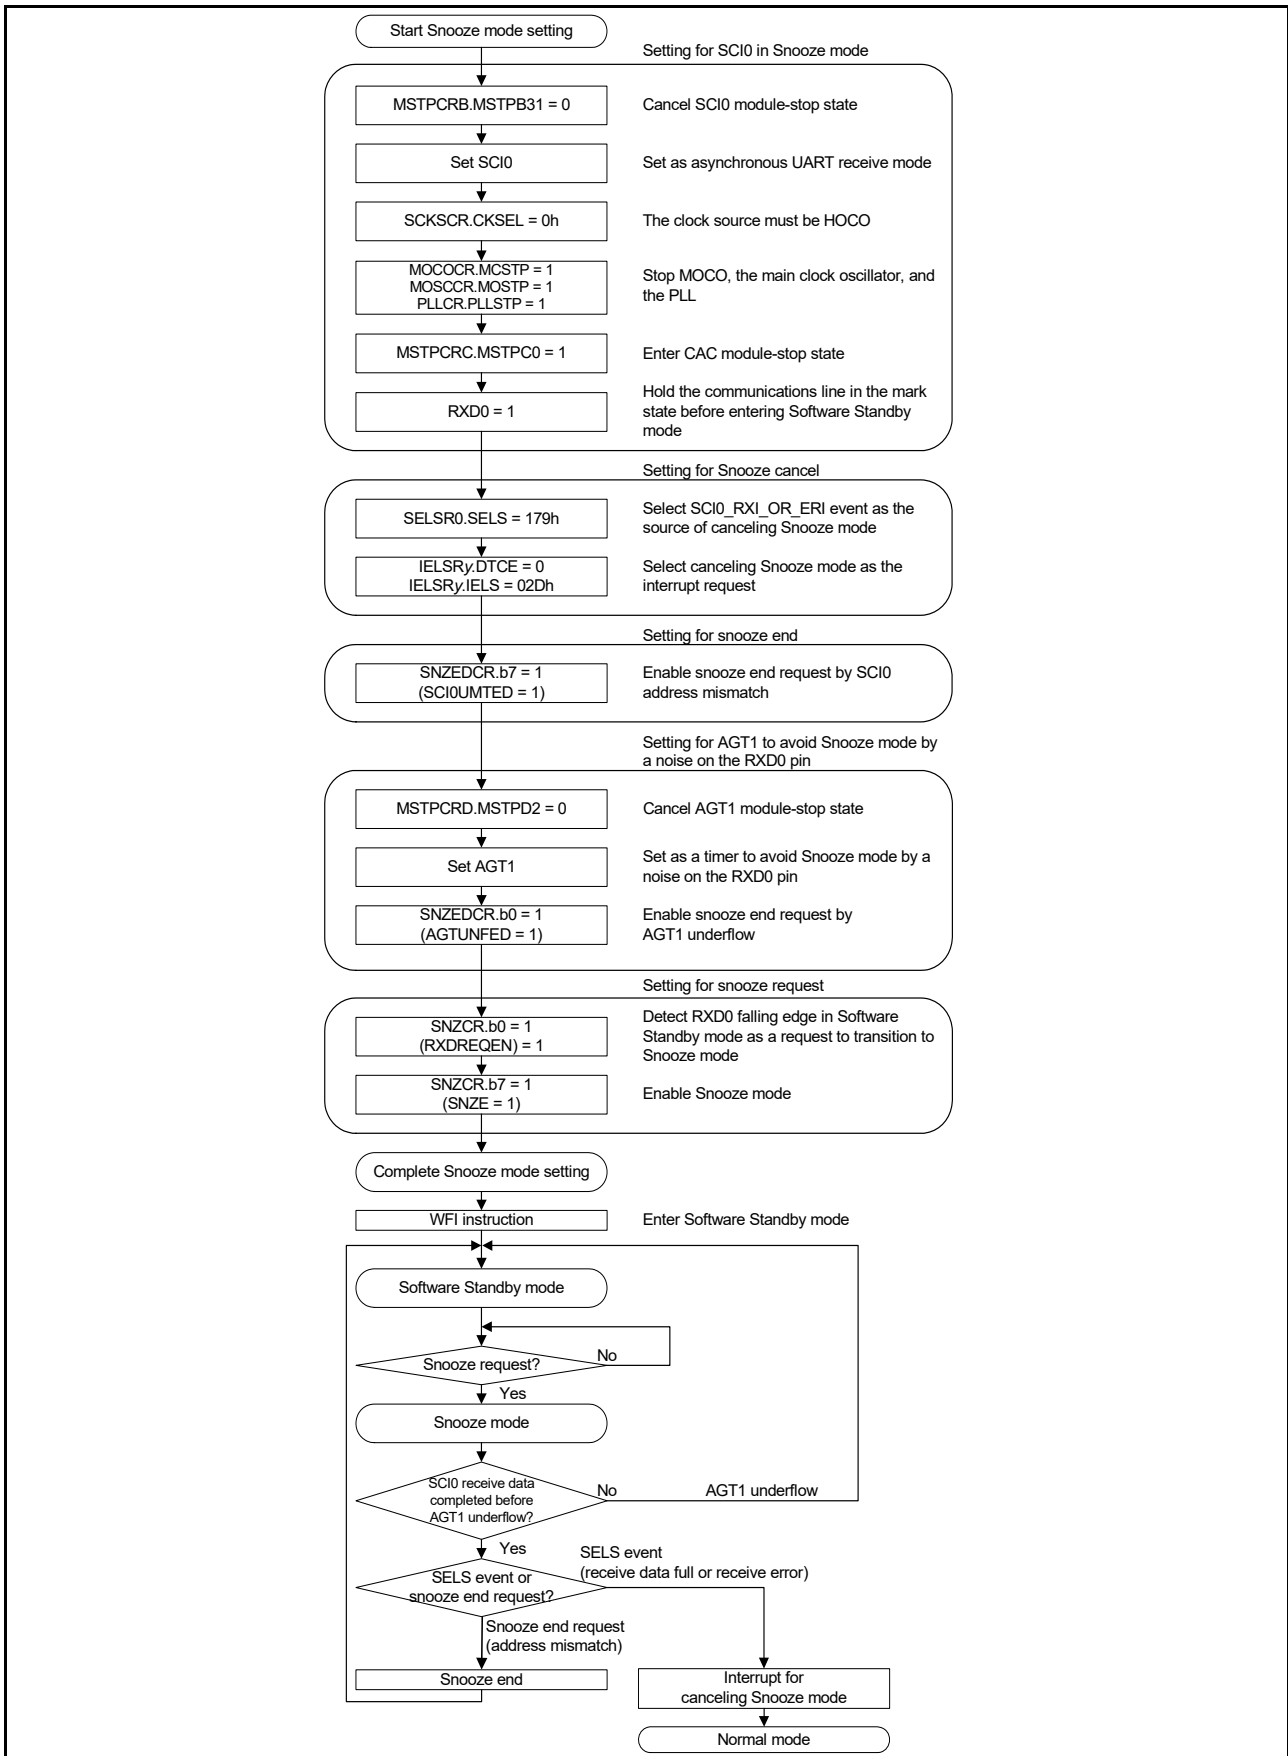 Start Snooze mode setting
Setting for SCI0 in Snooze mode
MSTPCRB.MSTPB31 = 0
Cancel SCI0 module-stop state
Set SCI0
Set as asynchronous UART receive mode
SCKSCR.CKSEL = 0h
The clock source must be HOCO
MOCOCR.MCSTP = 1
MOSCCR.MOSTP = 1
PLLCR.PLLSTP = 1
Stop MOCO, the main clock oscillator, and
the PLL
MSTPCRC.MSTPC0 = 1
Enter CAC module-stop state
RXD0 = 1
Hold the communications line in the mark
state before entering Software Standby
mode
Setting for Snooze cancel
SELSR0.SELS = 179h
Select SCI0_RXI_OR_ERI event as the
source of canceling Snooze mode
IELSRy.DTCE = 0
IELSRy.IELS = 02Dh
Select canceling Snooze mode as the
interrupt request
Setting for snooze end
SNZEDCR.b7 = 1
(SCI0UMTED = 1)
Enable snooze end request by SCI0
address mismatch
Setting for AGT1 to avoid Snooze mode by
a noise on the RXD0 pin
MSTPCRD.MSTPD2 = 0
Cancel AGT1 module-stop state
Set AGT1
Set as a timer to avoid Snooze mode by a
noise on the RXD0 pin
SNZEDCR.b0 = 1
(AGTUNFED = 1)
Enable snooze end request by
AGT1 underflow
Setting for snooze request
SNZCR.b0 = 1
(RXDREQEN) = 1
Detect RXD0 falling edge in Software
Standby mode as a request to transition to
Snooze mode
SNZCR.b7 = 1
(SNZE = 1)
Enable Snooze mode
Complete Snooze mode setting
WFI instruction
Enter Software Standby mode
Software Standby mode
Snooze request?
No
Yes
Snooze mode
SCI0 receive data
completed before
AGT1 underflow?
No
AGT1 underflow
Yes
SELS event
(receive data full or receive error)
SELS event or
snooze end request?
Snooze end request
(address mismatch)
Snooze end
Interrupt for
canceling Snooze mode
Normal mode